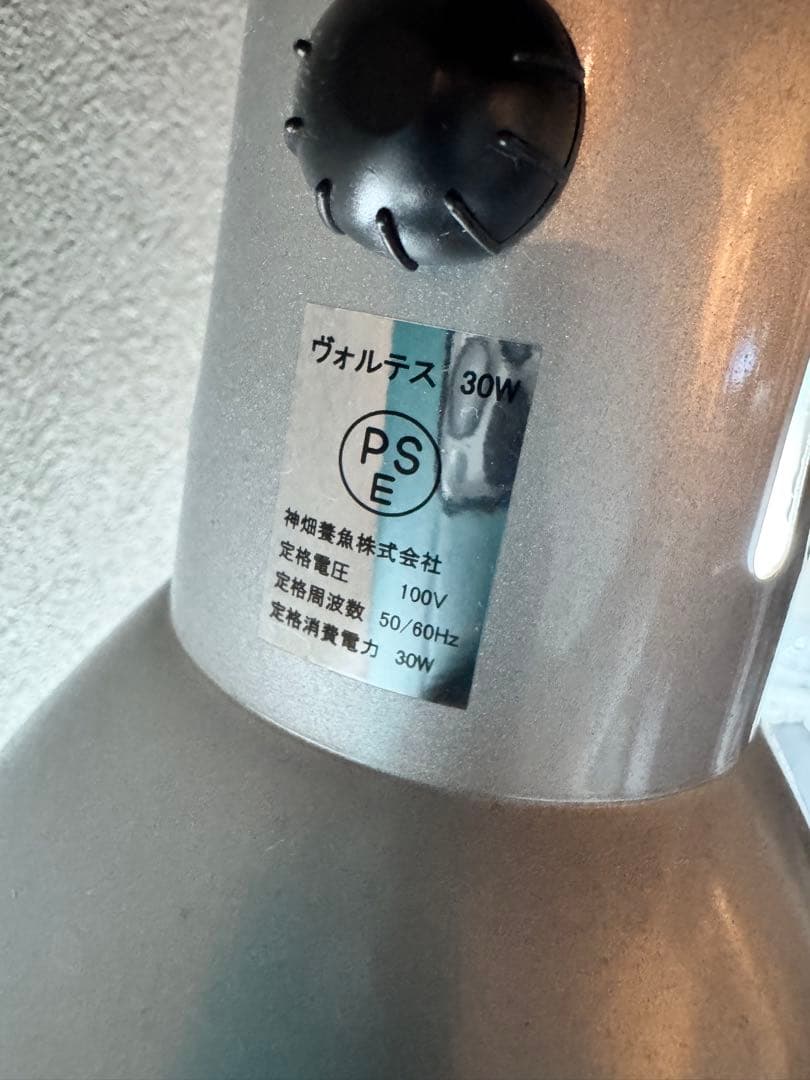 ヴォルテス 30W
PS
E
神畑養魚株式会社
定格電圧 100V
定格周波数 50/60Hz
定格消費電力 30W